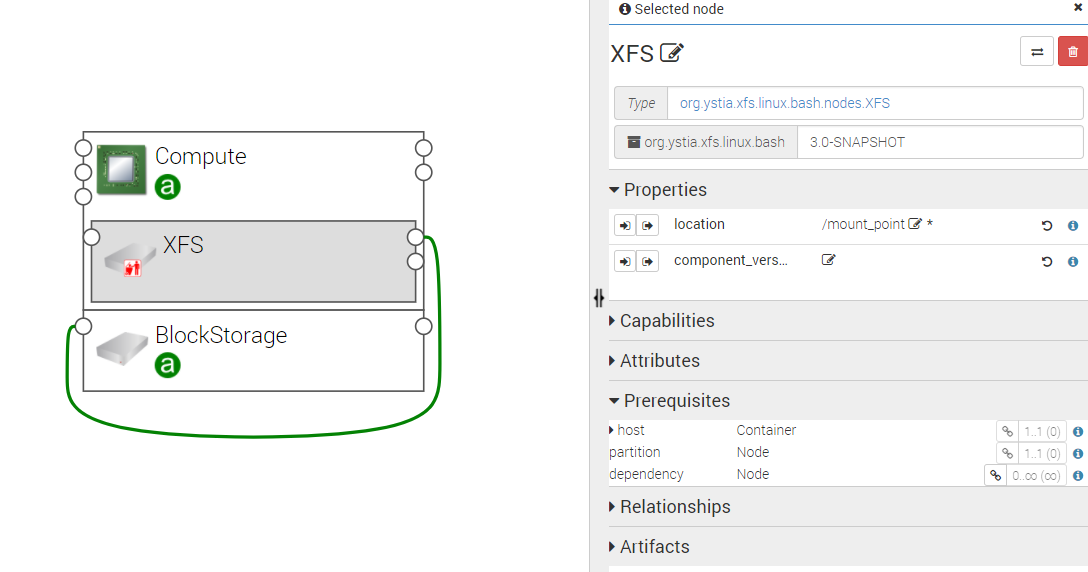 Selected node
XFS
Type org.ystia.xfs.linux.bash.nodes.XFS
org.ystia.xfs.linux.bash 3.0-SNAPSHOT
Properties
location /mount_point *
component_vers...
Capabilities
Attributes
Prerequisites
host Container 1..1 (0)
partition Node 1..1 (0)
dependency Node 0..∞ (∞)
Relationships
Artifacts
Compute
a
XFS
BlockStorage
a